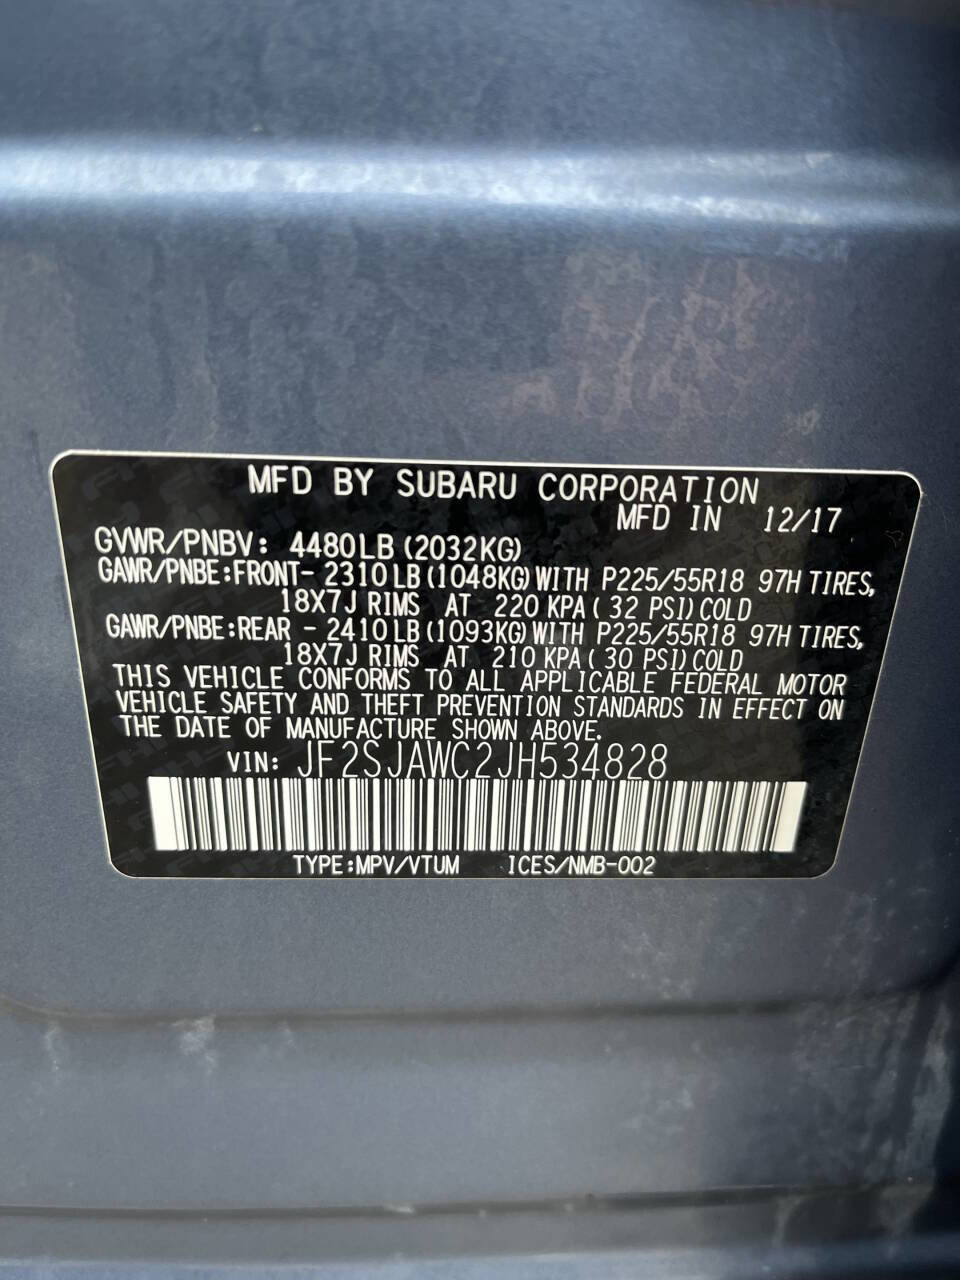 MFD BY SUBARU CORPORATION
MFD IN 12/17
GVWR/PNBV: 4480LB (2032KG)
GAWR/PNBE:FRONT- 2310LB(1048KG)WITH P225/55R18 97H TIRES,
18X7J RIMS AT 220 KPA( 32 PSI)COLD
GAWR/PNBE:REAR - 2410LB(1093KG)WITH P225/55R18 97H TIRES,
18X7J RIMS AT 210 KPA( 30 PSI)COLD
THIS VEHICLE CONFORMS TO ALL APPLICABLE FEDERAL MOTOR
VEHICLE SAFETY AND THEFT PREVENTION STANDARDS IN EFFECT ON
THE DATE OF MANUFACTURE SHOWN ABOVE.
VIN: JF2SJAWC2JH534828
TYPE:MPV/VTUM ICES/NMB-002